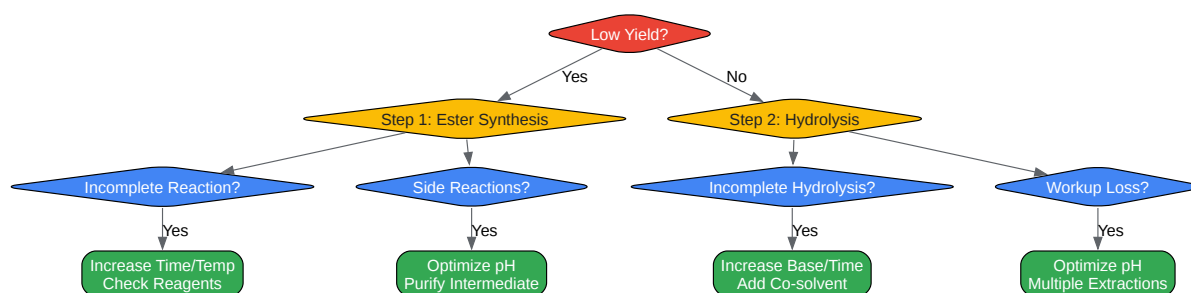 Low Yield?
Yes
No
Step 1: Ester Synthesis
Step 2: Hydrolysis
Incomplete Reaction?
Side Reactions?
Incomplete Hydrolysis?
Workup Loss?
Yes
Yes
Yes
Yes
Increase Time/Temp
Check Reagents
Optimize pH
Purify Intermediate
Increase Base/Time
Add Co-solvent
Optimize pH
Multiple Extractions